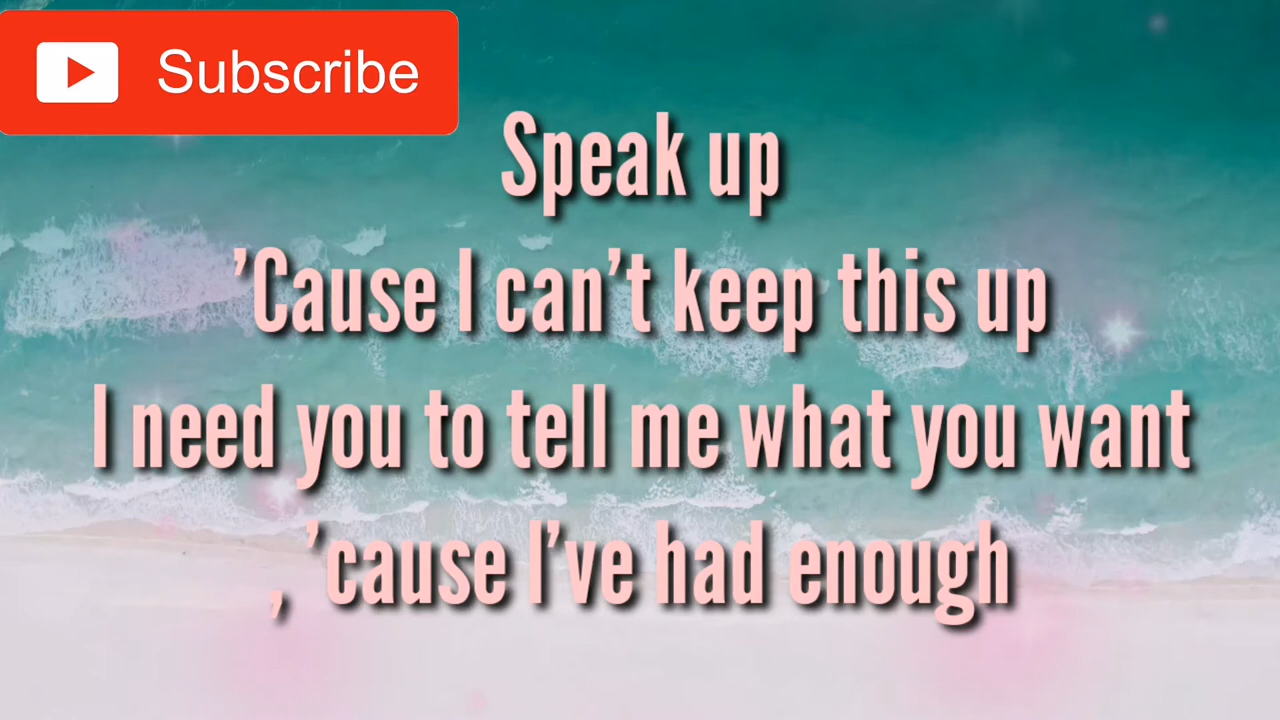 Subscribe
Speak up
’Cause I can’t keep this up
I need you to tell me what you want
, ’cause I’ve had enough